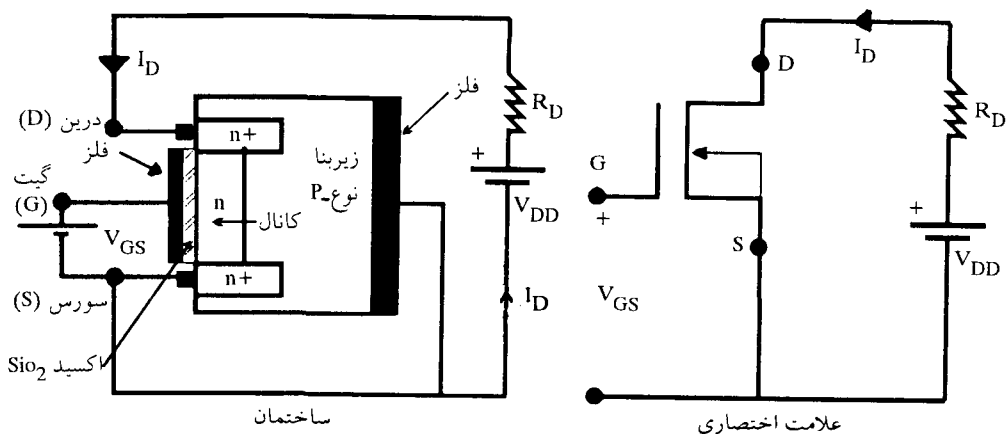 I_D
درین (D)
فلز
گیت
(G)
V_GS
سورس (S)
اکسید Sio₂
n+
n
کانال
n+
زیربنا
نوع-P
فلز
R_D
+
V_DD
I_D
ساختمان
I_D
D
R_D
G
+
S
+
V_DD
V_GS
علامت اختصاری